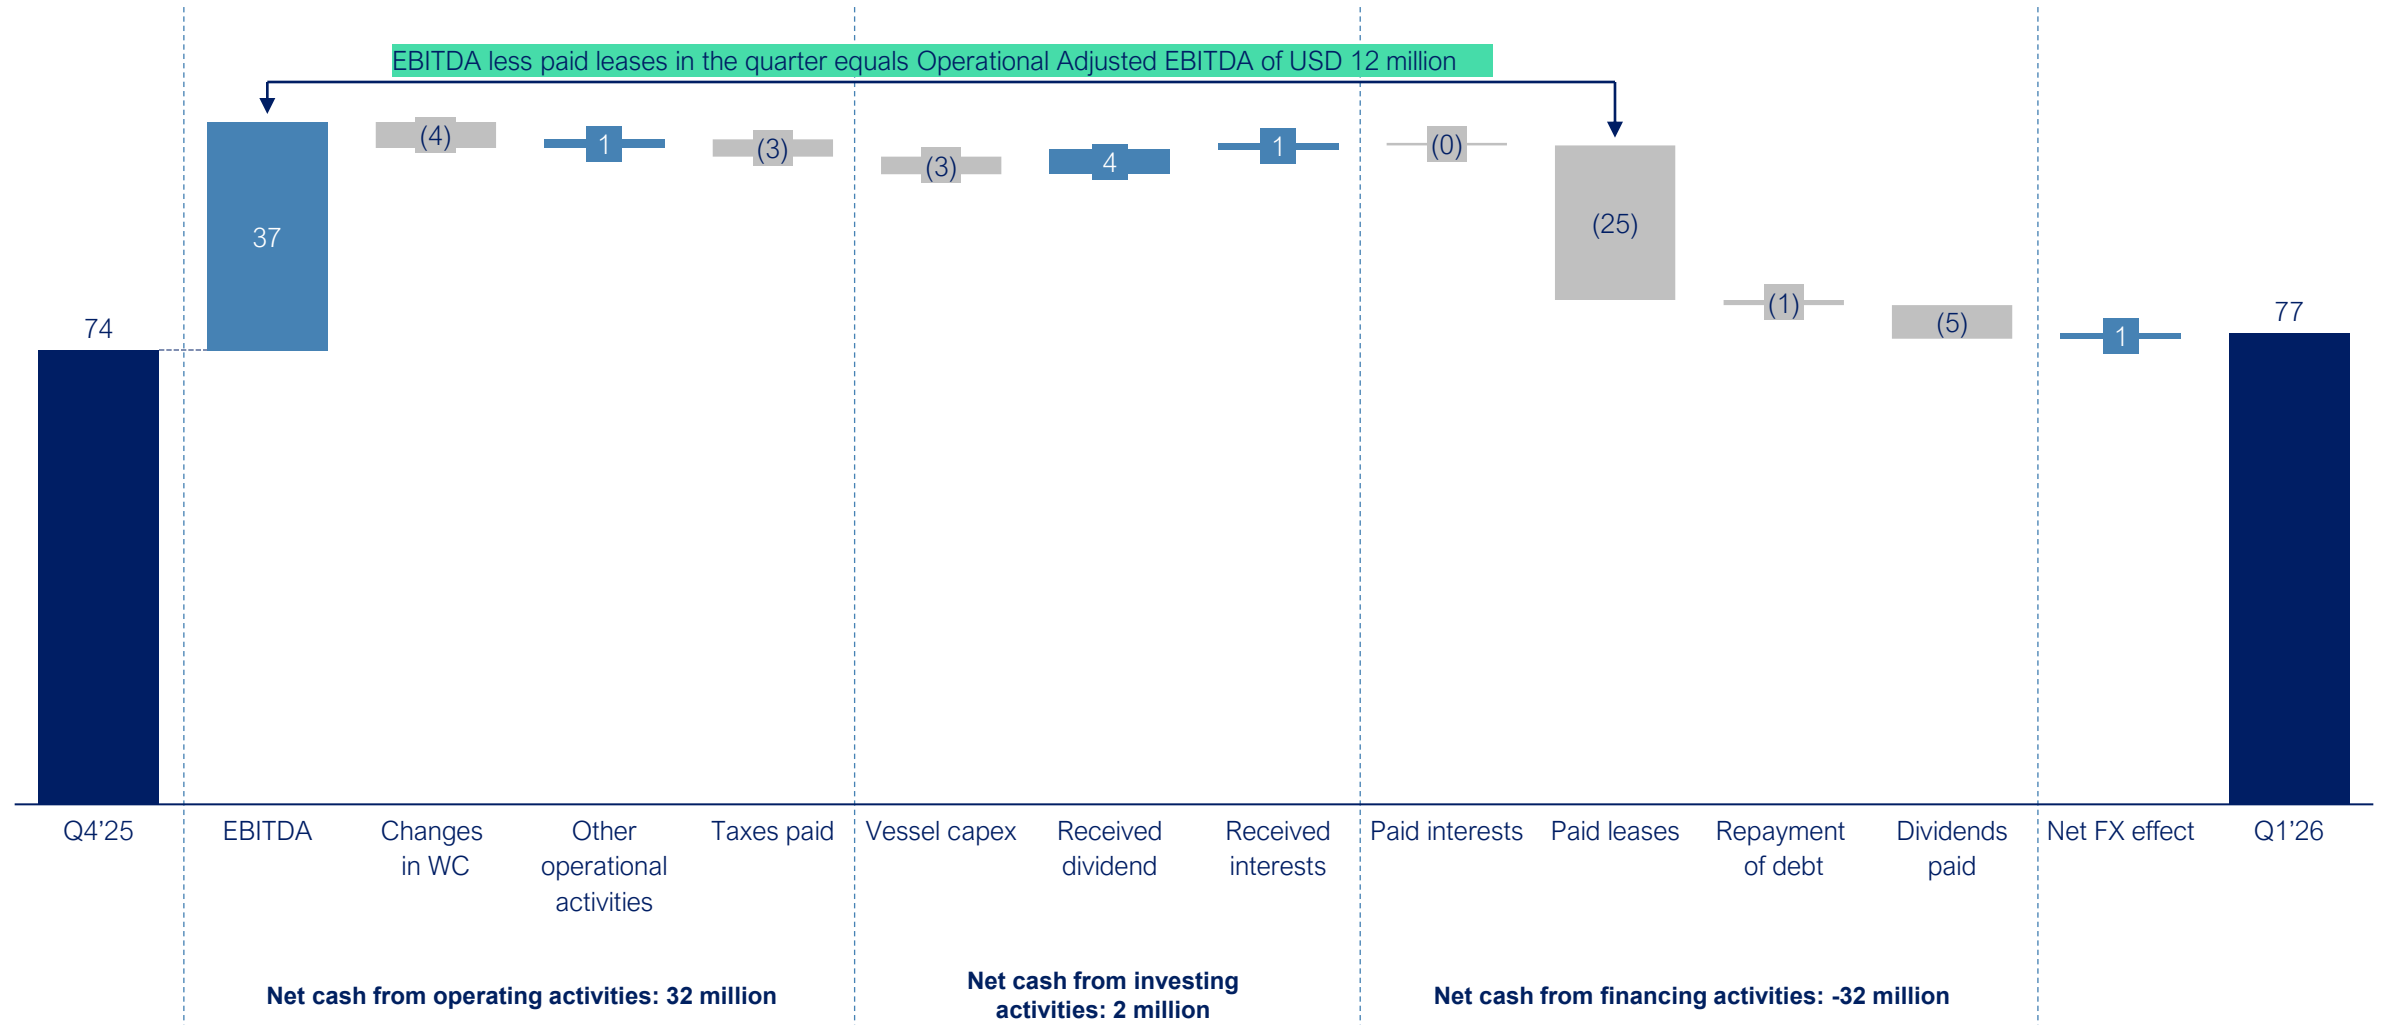 EBITDA less paid leases in the quarter equals Operational Adjusted EBITDA of USD 12 million
74
37
(4)
1
(3)
(3)
4
1
(0)
(25)
(1)
(5)
1
77
Q4’25
EBITDA
Changes
in WC
Other
operational
activities
Taxes paid
Vessel capex
Received
dividend
Received
interests
Paid interests
Paid leases
Repayment
of debt
Dividends
paid
Net FX effect
Q1’26
Net cash from operating activities: 32 million
Net cash from investing
activities: 2 million
Net cash from financing activities: -32 million